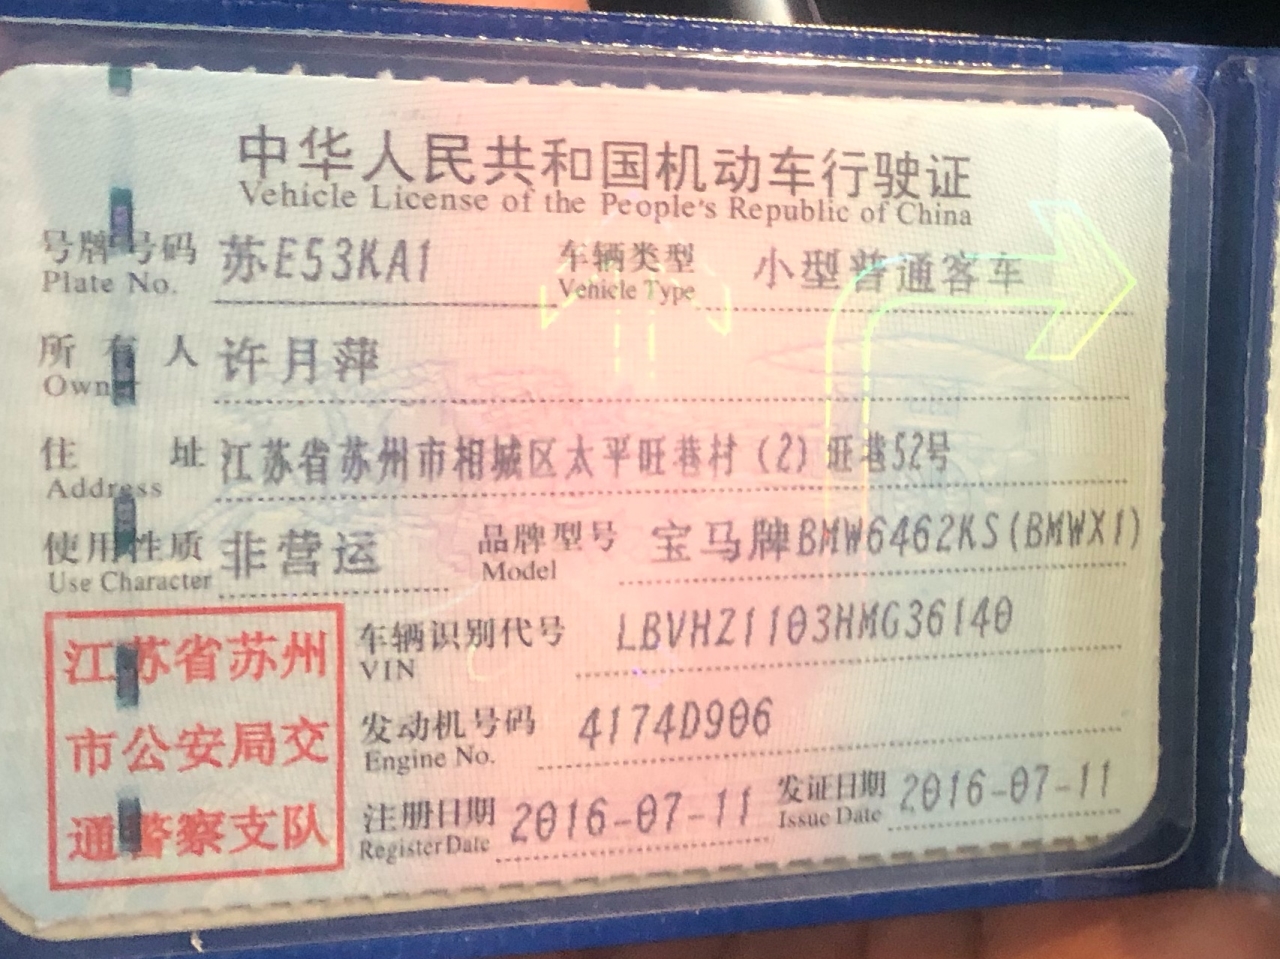 中华人民共和国机动车行驶证
Vehicle License of the People's Republic of China
号牌号码 苏E53KA1 车辆类型 小型普通客车
Plate No. Vehicle Type
所有人 许月萍
Owner
住址 江苏省苏州市相城区太平旺巷村（2）旺巷52号
Address
使用性质 非营运 品牌型号 宝马牌BMW6462KS(BMWX1)
Use Character Model
江苏省苏州
市公安局交
通警察支队
车辆识别代号 LBVHZ1103HMG36140
VIN
发动机号码 4174D906
Engine No.
注册日期 2016-07-11 发证日期 2016-07-11
Register Date Issue Date